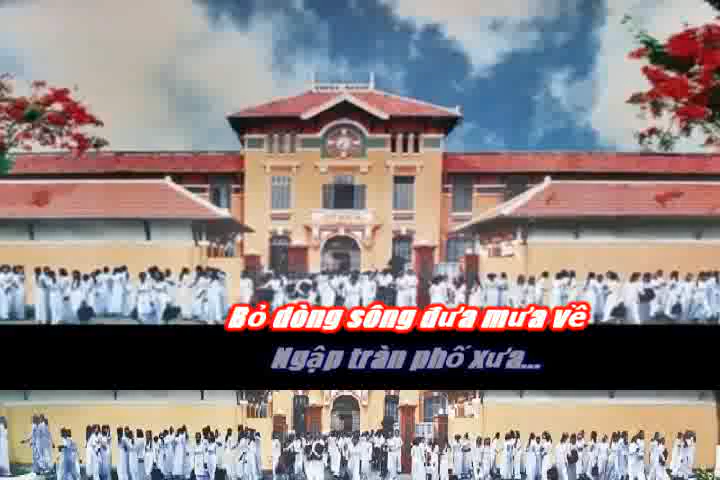 Bỏ dòng sông đưa mưa về
Ngập tràn phố xưa...